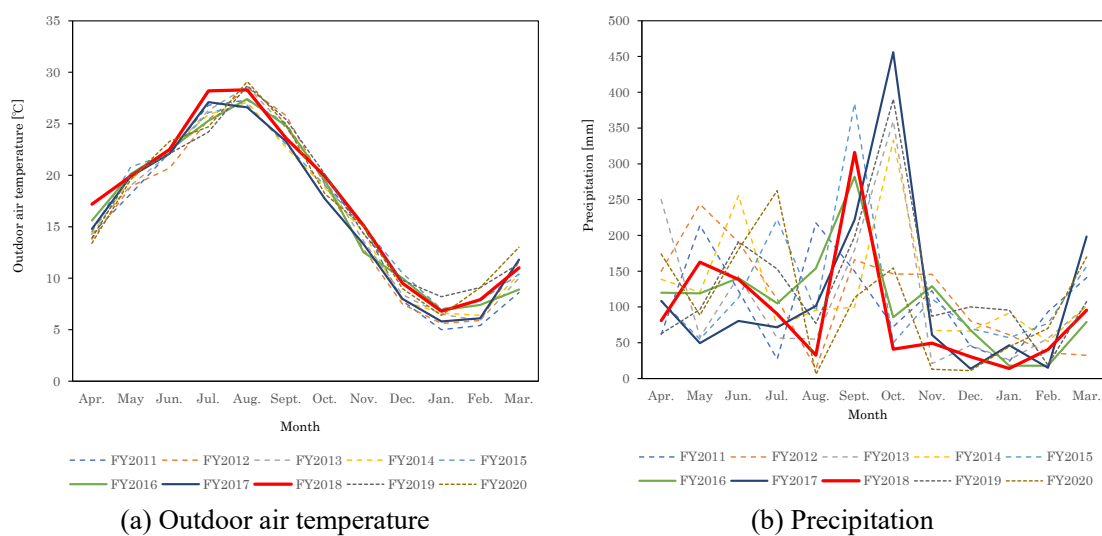 35
30
25
20
15
10
5
0
Outdoor air temperature [℃]
Apr. May Jun. Jul. Aug. Sept. Oct. Nov. Dec. Jan. Feb. Mar.
Month
FY2011 FY2012 FY2013 FY2014 FY2015
FY2016 FY2017 FY2018 FY2019 FY2020
(a) Outdoor air temperature
500
450
400
350
300
250
200
150
100
50
0
Precipitation [mm]
Apr. May Jun. Jul. Aug. Sept. Oct. Nov. Dec. Jan. Feb. Mar.
Month
FY2011 FY2012 FY2013 FY2014 FY2015
FY2016 FY2017 FY2018 FY2019 FY2020
(b) Precipitation